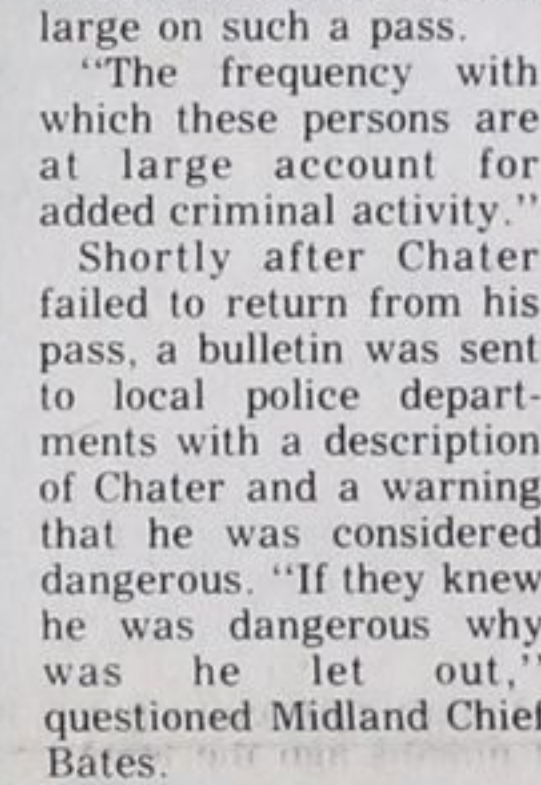 large on such a pass.
“The frequency with
which these persons are
at large account for
added criminal activity.”
Shortly after Chater
failed to return from his
pass, a bulletin was sent
to local police depart-
ments with a description
of Chater and a warning
that he was considered
dangerous. “If they knew
he was dangerous why
was he let out,”
questioned Midland Chief
Bates.